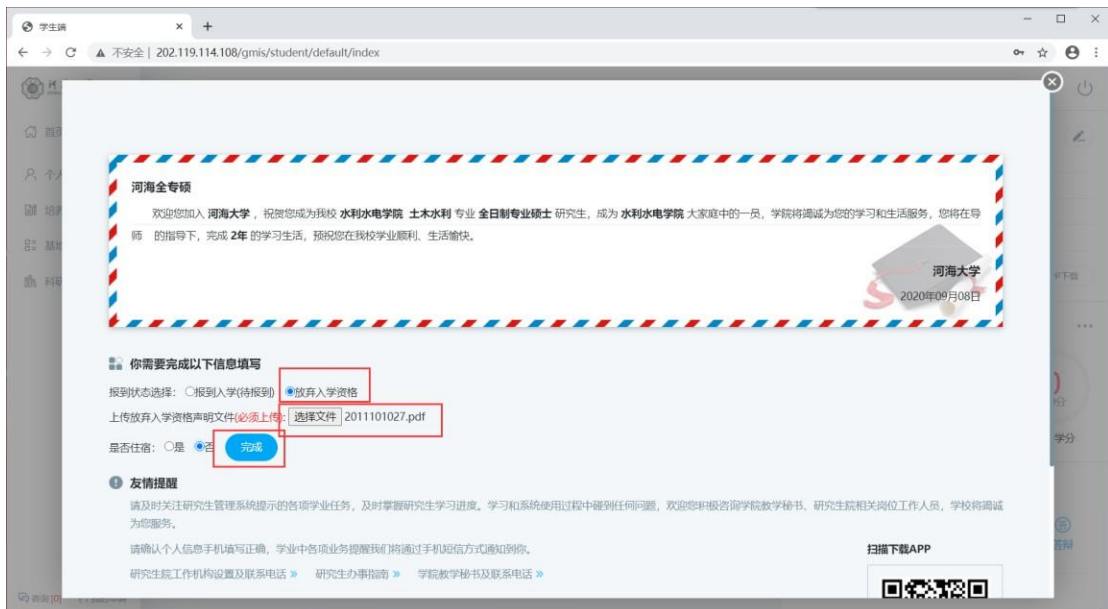 学生端
不安全 | 202.119.114.108/gmis/student/default/index
首页
个人
培养
科研
河海全专硕
欢迎您加入 河海大学 ，祝贺您成为我校 水利水电学院 土木水利 专业 全日制专业硕士 研究生，成为 水利水电学院 大家庭中的一员，学院将竭诚为您的学习和生活服务，您将在导
师 的指导下，完成 2年 的学习生活，预祝您在我校学业顺利、生活愉快。
河海大学
2020年09月08日
下载
你需要完成以下信息填写
报到状态选择： 报到入学(待报到) 放弃入学资格
上传放弃入学资格声明文件(必须上传): 选择文件 2011101027.pdf
学分
是否住宿： 是 否 完成
友情提醒
请及时关注研究生管理系统提示的各项学业任务，及时掌握研究生学习进度。学习和系统使用过程中碰到任何问题，欢迎您积极咨询学院教学秘书、研究生院相关岗位工作人员，学校将竭诚
为您服务。
请确认个人信息手机填写正确，学业中各项业务提醒我们将通过手机短信方式通知到你。
扫描下载APP
答辩
研究生院工作机构设置及联系电话 » 研究生办事指南 » 学院教学秘书及联系电话 »
咨询[0]